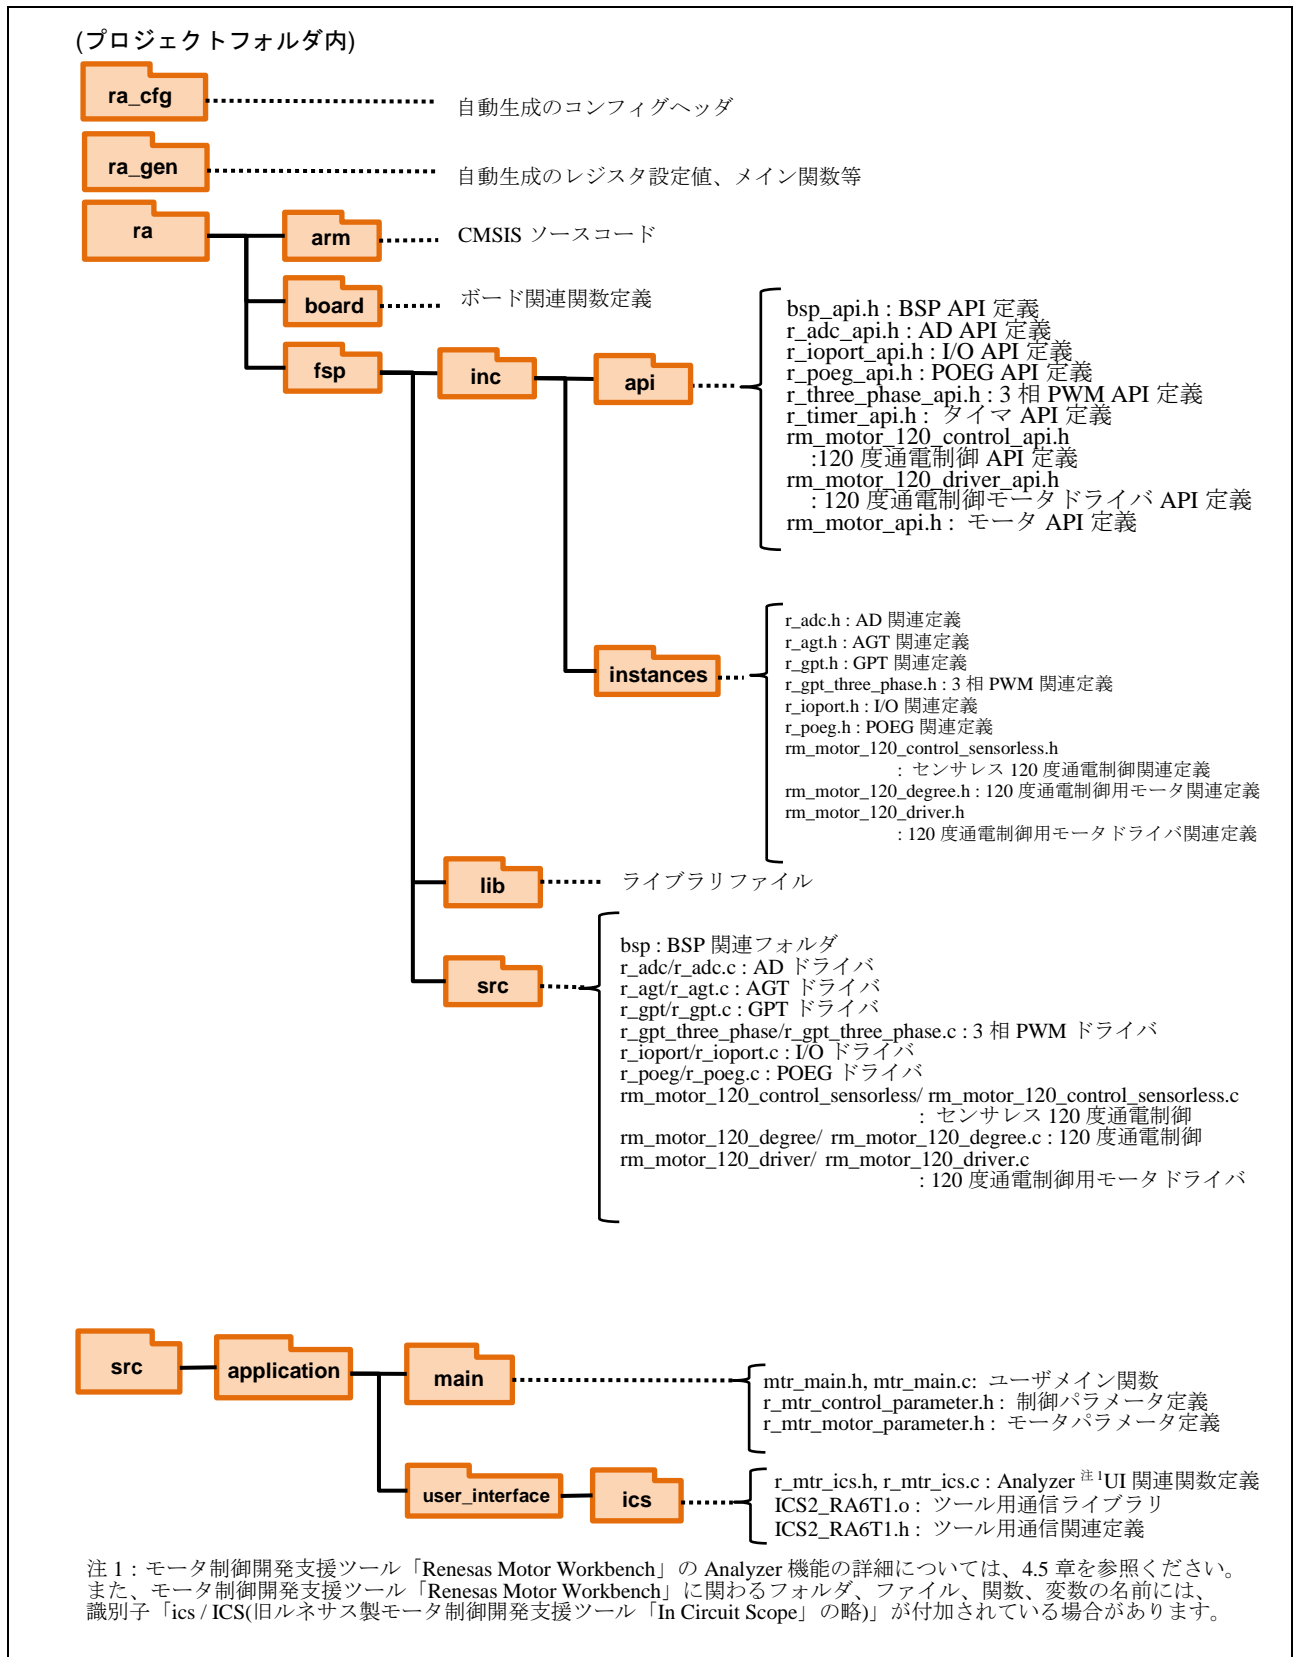 (プロジェクトフォルダ内)
ra_cfg
自動生成のコンフィグヘッダ
ra_gen
自動生成のレジスタ設定値、メイン関数等
ra
arm
CMSIS ソースコード
board
ボード関連関数定義
fsp
inc
api
bsp_api.h : BSP API 定義
r_adc_api.h : AD API 定義
r_ioport_api.h : I/O API 定義
r_poeg_api.h : POEG API 定義
r_three_phase_api.h : 3 相 PWM API 定義
r_timer_api.h : タイマ API 定義
rm_motor_120_control_api.h
:120 度通電制御 API 定義
rm_motor_120_driver_api.h
: 120 度通電制御モータドライバ API 定義
rm_motor_api.h : モータ API 定義
instances
r_adc.h : AD 関連定義
r_agt.h : AGT 関連定義
r_gpt.h : GPT 関連定義
r_gpt_three_phase.h : 3 相 PWM 関連定義
r_ioport.h : I/O 関連定義
r_poeg.h : POEG 関連定義
rm_motor_120_control_sensorless.h
: センサレス 120 度通電制御関連定義
rm_motor_120_degree.h : 120 度通電制御用モータ関連定義
rm_motor_120_driver.h
: 120 度通電制御用モータドライバ関連定義
lib
ライブラリファイル
src
bsp : BSP 関連フォルダ
r_adc/r_adc.c : AD ドライバ
r_agt/r_agt.c : AGT ドライバ
r_gpt/r_gpt.c : GPT ドライバ
r_gpt_three_phase/r_gpt_three_phase.c : 3 相 PWM ドライバ
r_ioport/r_ioport.c : I/O ドライバ
r_poeg/r_poeg.c : POEG ドライバ
rm_motor_120_control_sensorless/ rm_motor_120_control_sensorless.c
: センサレス 120 度通電制御
rm_motor_120_degree/ rm_motor_120_degree.c : 120 度通電制御
rm_motor_120_driver/ rm_motor_120_driver.c
: 120 度通電制御用モータドライバ
src
application
main
mtr_main.h, mtr_main.c: ユーザメイン関数
r_mtr_control_parameter.h : 制御パラメータ定義
r_mtr_motor_parameter.h : モータパラメータ定義
user_interface
ics
r_mtr_ics.h, r_mtr_ics.c : Analyzer 注1UI 関連関数定義
ICS2_RA6T1.o : ツール用通信ライブラリ
ICS2_RA6T1.h : ツール用通信関連定義
注 1 : モータ制御開発支援ツール「Renesas Motor Workbench」の Analyzer 機能の詳細については、4.5 章を参照ください。
また、モータ制御開発支援ツール「Renesas Motor Workbench」に関わるフォルダ、ファイル、関数、変数の名前には、
識別子「ics / ICS(旧ルネサス製モータ制御開発支援ツール「In Circuit Scope」の略)」が付加されている場合があります。